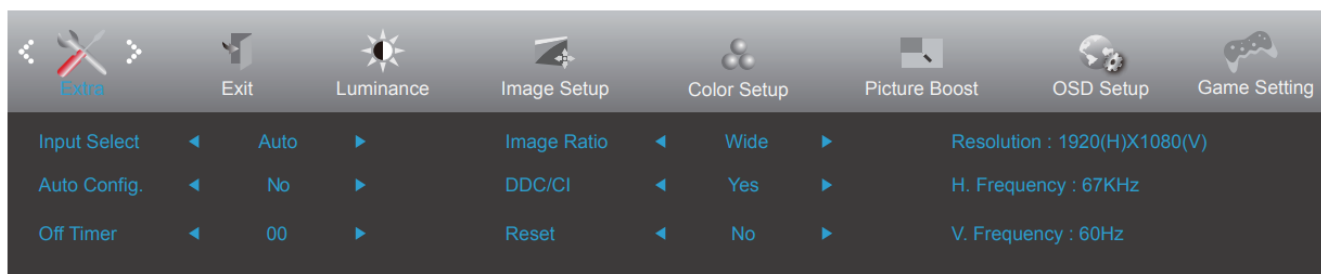 Extra Exit Luminance Image Setup Color Setup Picture Boost OSD Setup Game Setting
Input Select Auto Image Ratio Wide Resolution : 1920(H)X1080(V)
Auto Config. No DDC/CI Yes H. Frequency : 67KHz
Off Timer 00 Reset No V. Frequency : 60Hz